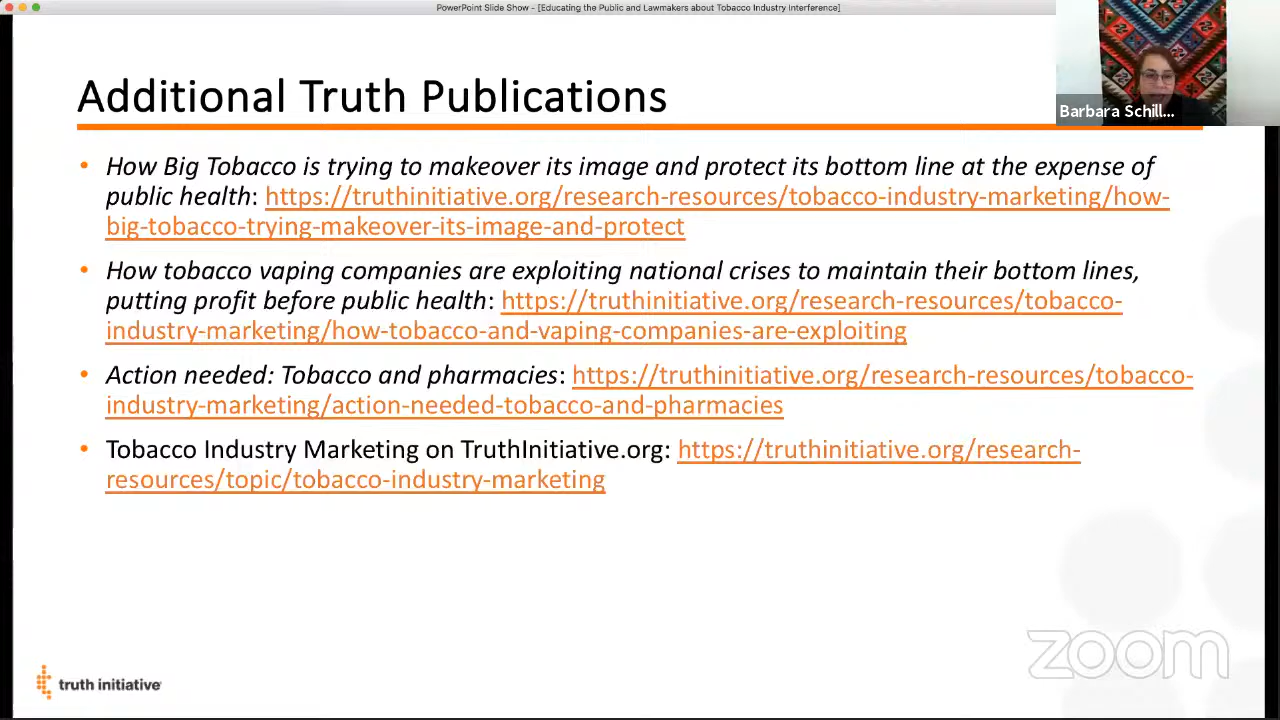 PowerPoint Slide Show - [Educating the Public and Lawmakers about Tobacco Industry Interference]
Barbara Schill...
Additional Truth Publications
• How Big Tobacco is trying to makeover its image and protect its bottom line at the expense of
public health: https://truthinitiative.org/research-resources/tobacco-industry-marketing/how-
big-tobacco-trying-makeover-its-image-and-protect
• How tobacco vaping companies are exploiting national crises to maintain their bottom lines,
putting profit before public health: https://truthinitiative.org/research-resources/tobacco-
industry-marketing/how-tobacco-and-vaping-companies-are-exploiting
• Action needed: Tobacco and pharmacies: https://truthinitiative.org/research-resources/tobacco-
industry-marketing/action-needed-tobacco-and-pharmacies
• Tobacco Industry Marketing on TruthInitiative.org: https://truthinitiative.org/research-
resources/topic/tobacco-industry-marketing
zoom
truth initiative